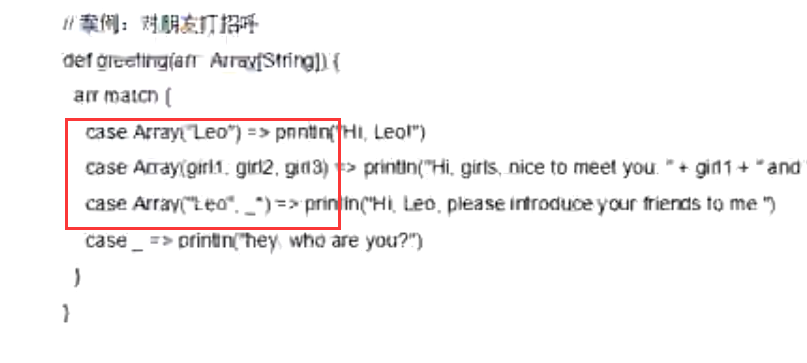 // 案例：对朋友打招呼
def greeting(arr: Array[String]) {
arr match {
case Array("Leo") => println("Hi, Leo!")
case Array(girl1, girl2, girl3) => println("Hi, girls, nice to meet you. " + girl1 + " and
case Array("Leo", _*) => println("Hi, Leo, please introduce your friends to me.")
case _ => println("hey, who are you?")
}
}